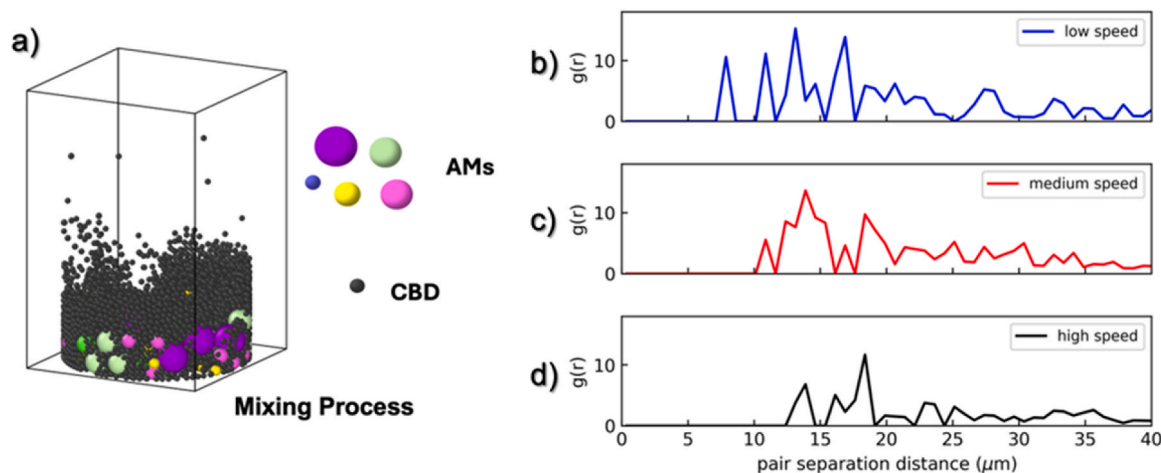 a)
AMs
CBD
Mixing Process
b)
g(r)
10
0
low speed
c)
g(r)
10
0
medium speed
d)
g(r)
10
0
high speed
0 5 10 15 20 25 30 35 40
pair separation distance (μm)